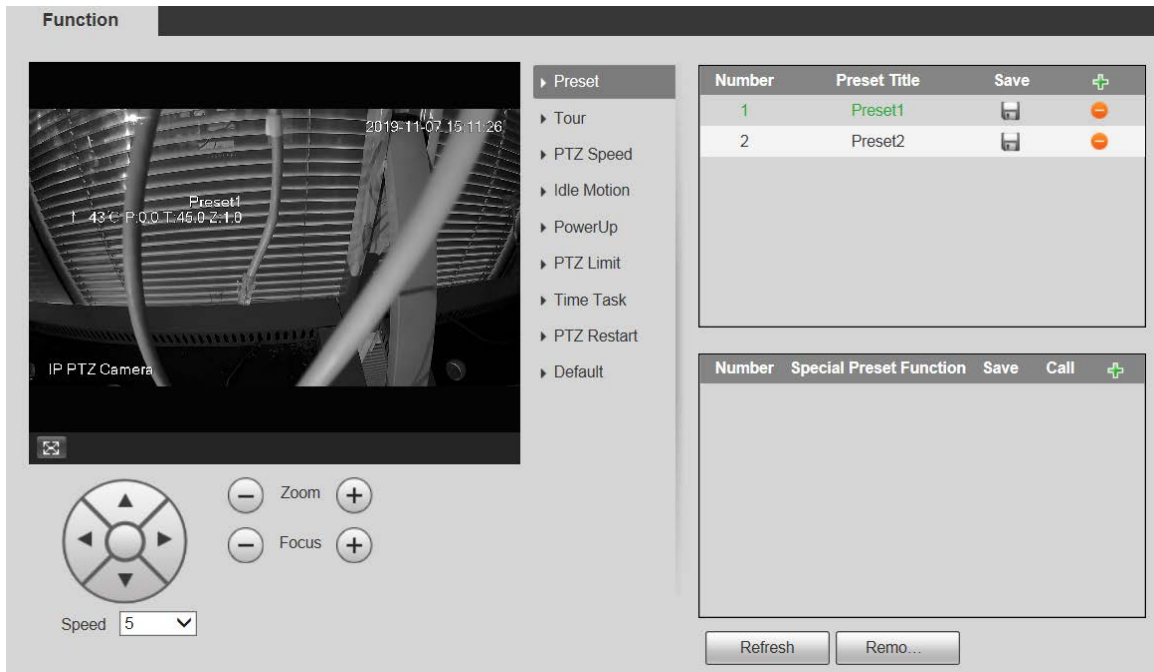 Function
2019-11-07 15:11:26
Preset1
↑ 43℃ P:0.0 T:45.0 Z:1.0
IP PTZ Camera
Zoom
Focus
Speed 5
Preset
Tour
PTZ Speed
Idle Motion
PowerUp
PTZ Limit
Time Task
PTZ Restart
Default
Number Preset Title Save
1 Preset1
2 Preset2
Number Special Preset Function Save Call
Refresh Remo...